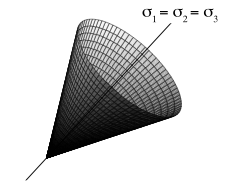 σ₁ = σ₂ = σ₃